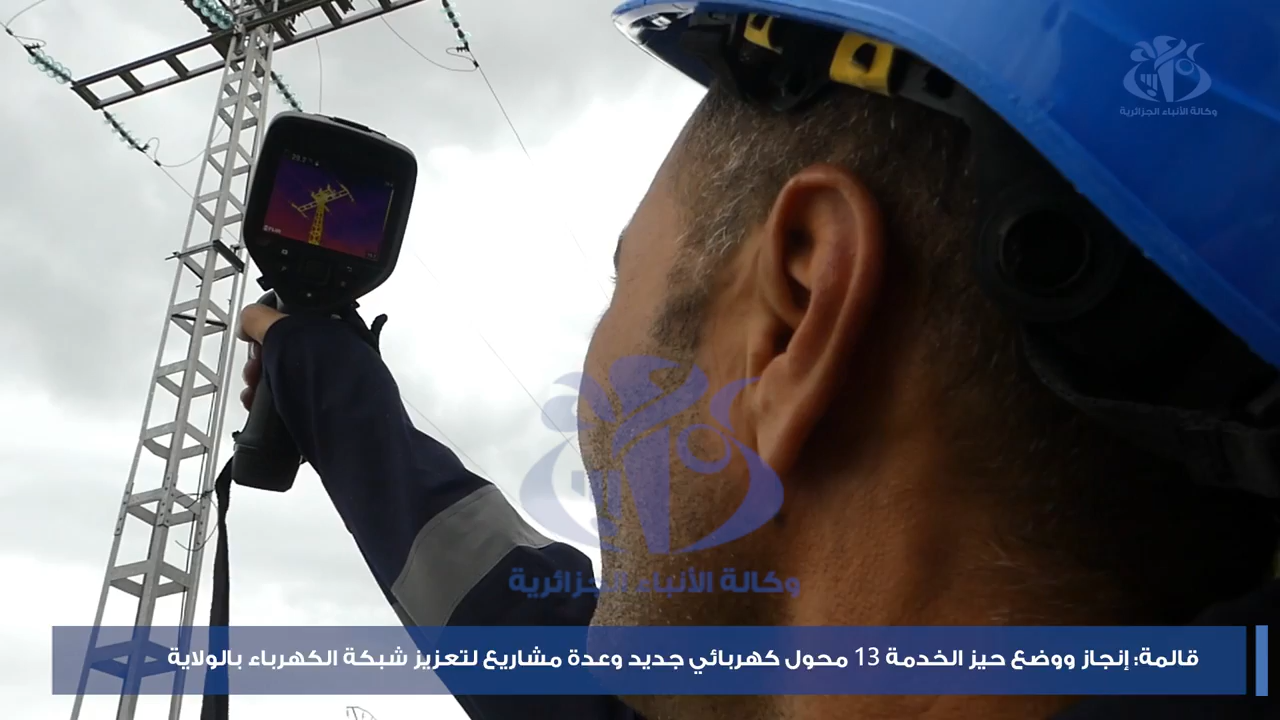 وكالة الأنباء الجزائرية
وكالة الأنباء الجزائرية
قالمة: إنجاز ووضع حيز الخدمة 13 محول كهربائي جديد وعدة مشاريع لتعزيز شبكة الكهرباء بالولاية